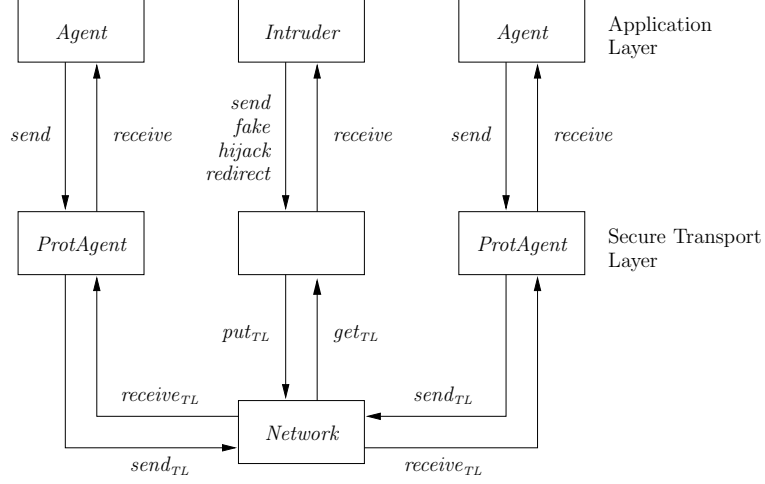 Agent
Intruder
Agent
Application
Layer
send
receive
send
fake
hijack
redirect
receive
send
receive
ProtAgent
ProtAgent
Secure Transport
Layer
put_TL
get_TL
receive_TL
send_TL
Network
send_TL
receive_TL